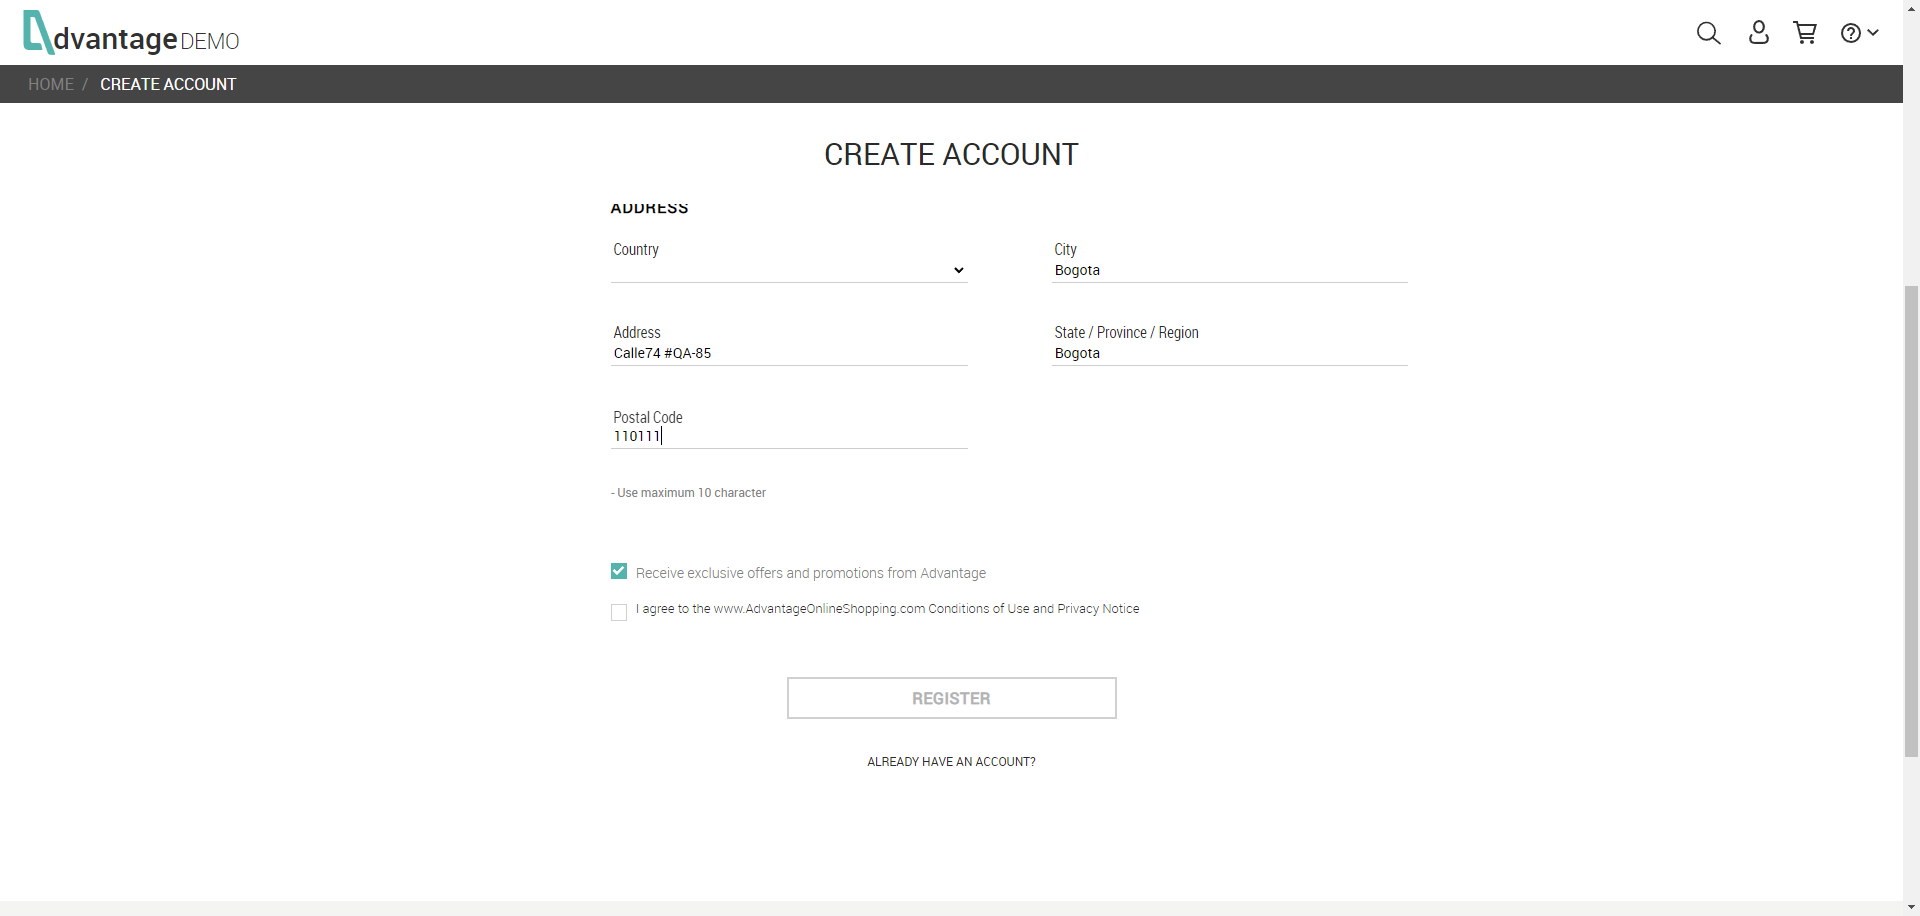 dvantage DEMO
HOME / CREATE ACCOUNT
CREATE ACCOUNT
ADDRESS
Country
City
Bogota
Address
Calle74 #QA-85
State / Province / Region
Bogota
Postal Code
110111
- Use maximum 10 character
Receive exclusive offers and promotions from Advantage
I agree to the www.AdvantageOnlineShopping.com Conditions of Use and Privacy Notice
REGISTER
ALREADY HAVE AN ACCOUNT?